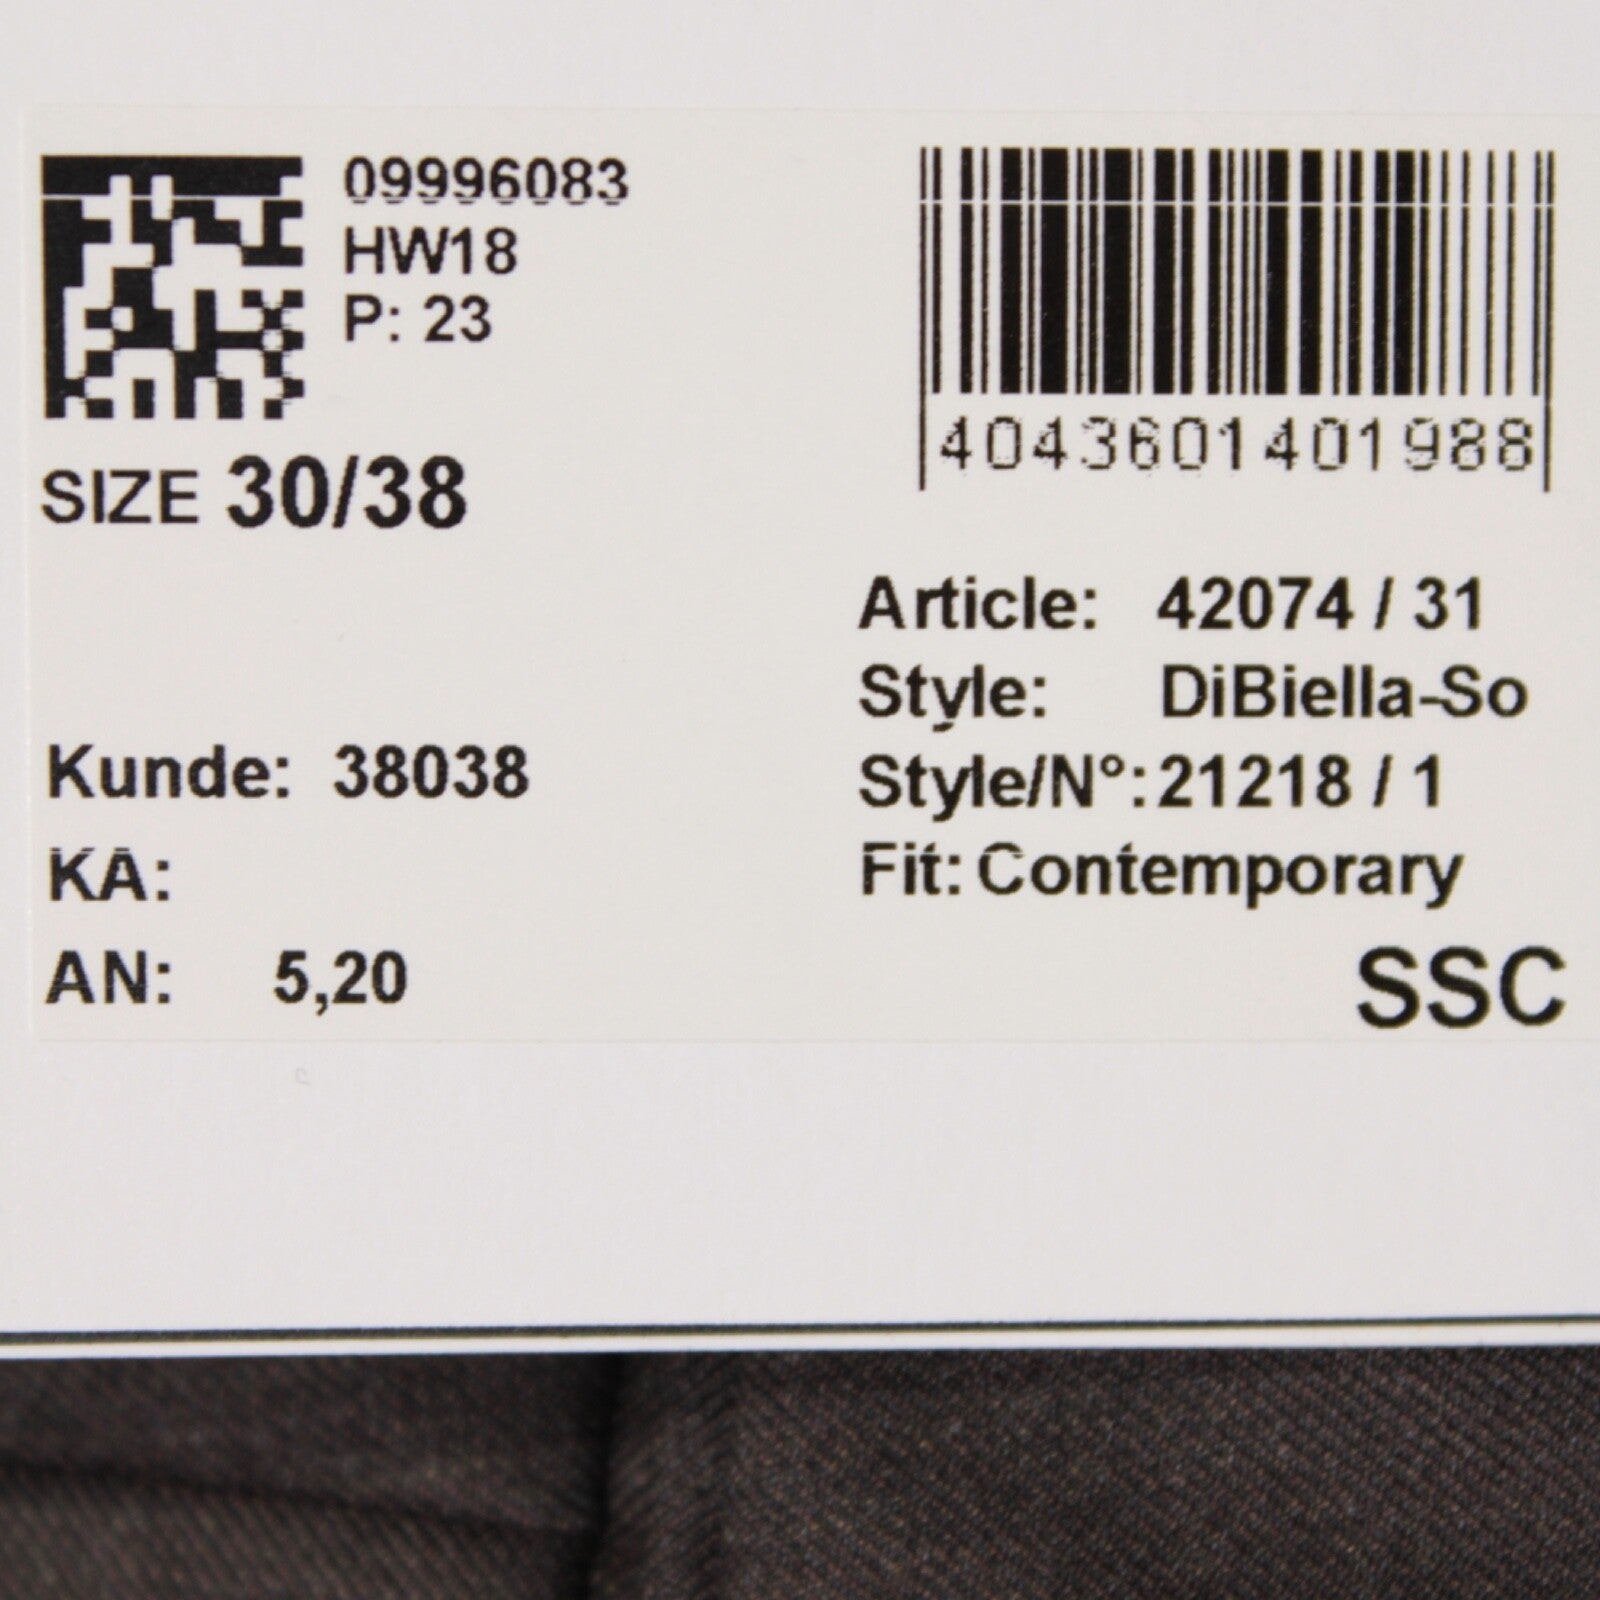 09996083
HW18
P: 23
SIZE 30/38
Kunde: 38038
KA:
AN: 5,20
4043601401988
Article: 42074 / 31
Style: DiBiella-So
Style/N°: 21218 / 1
Fit: Contemporary
SSC